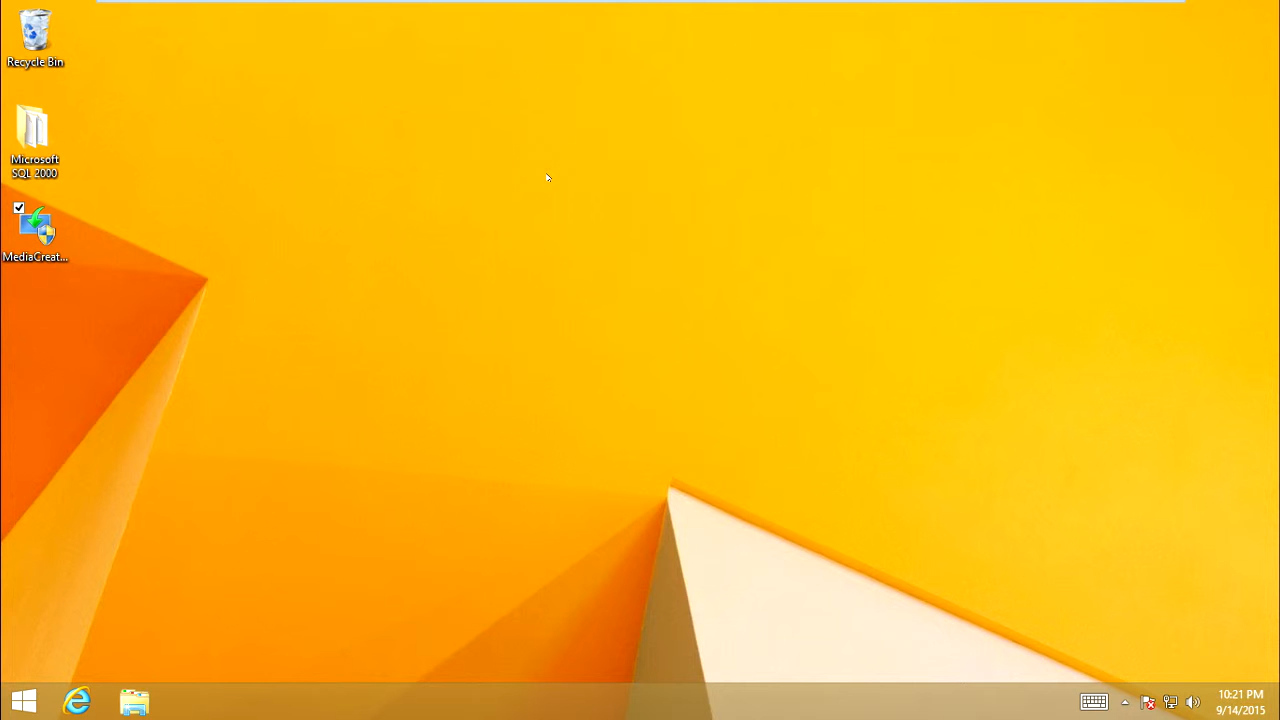 Recycle Bin
Microsoft
SQL 2000
MediaCreat...
10:21 PM
9/14/2015